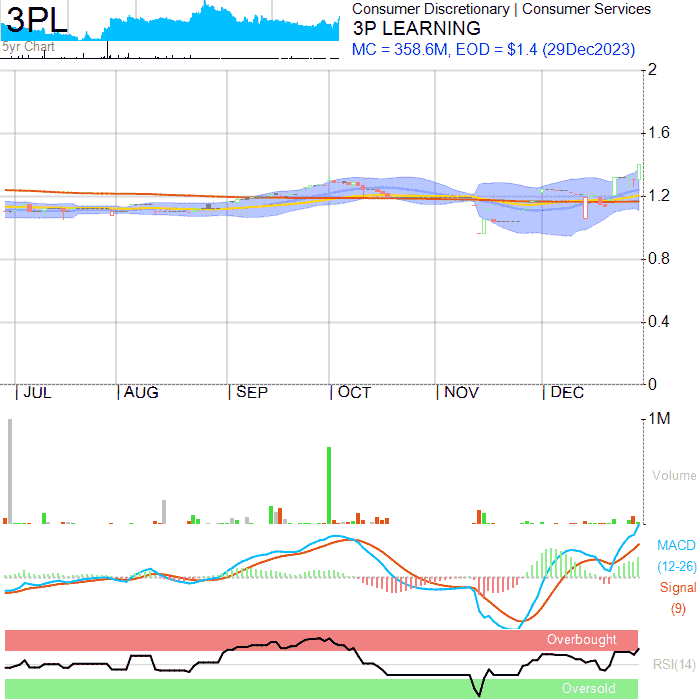 3PL
5yr Chart
Consumer Discretionary | Consumer Services
3P LEARNING
MC = 358.6M, EOD = $1.4 (29Dec2023)
2
1.6
1.2
0.8
0.4
0
| JUL | AUG | SEP | OCT | NOV | DEC
1M
Volume
MACD
(12-26)
Signal
(9)
Overbought
RSI(14)
Oversold